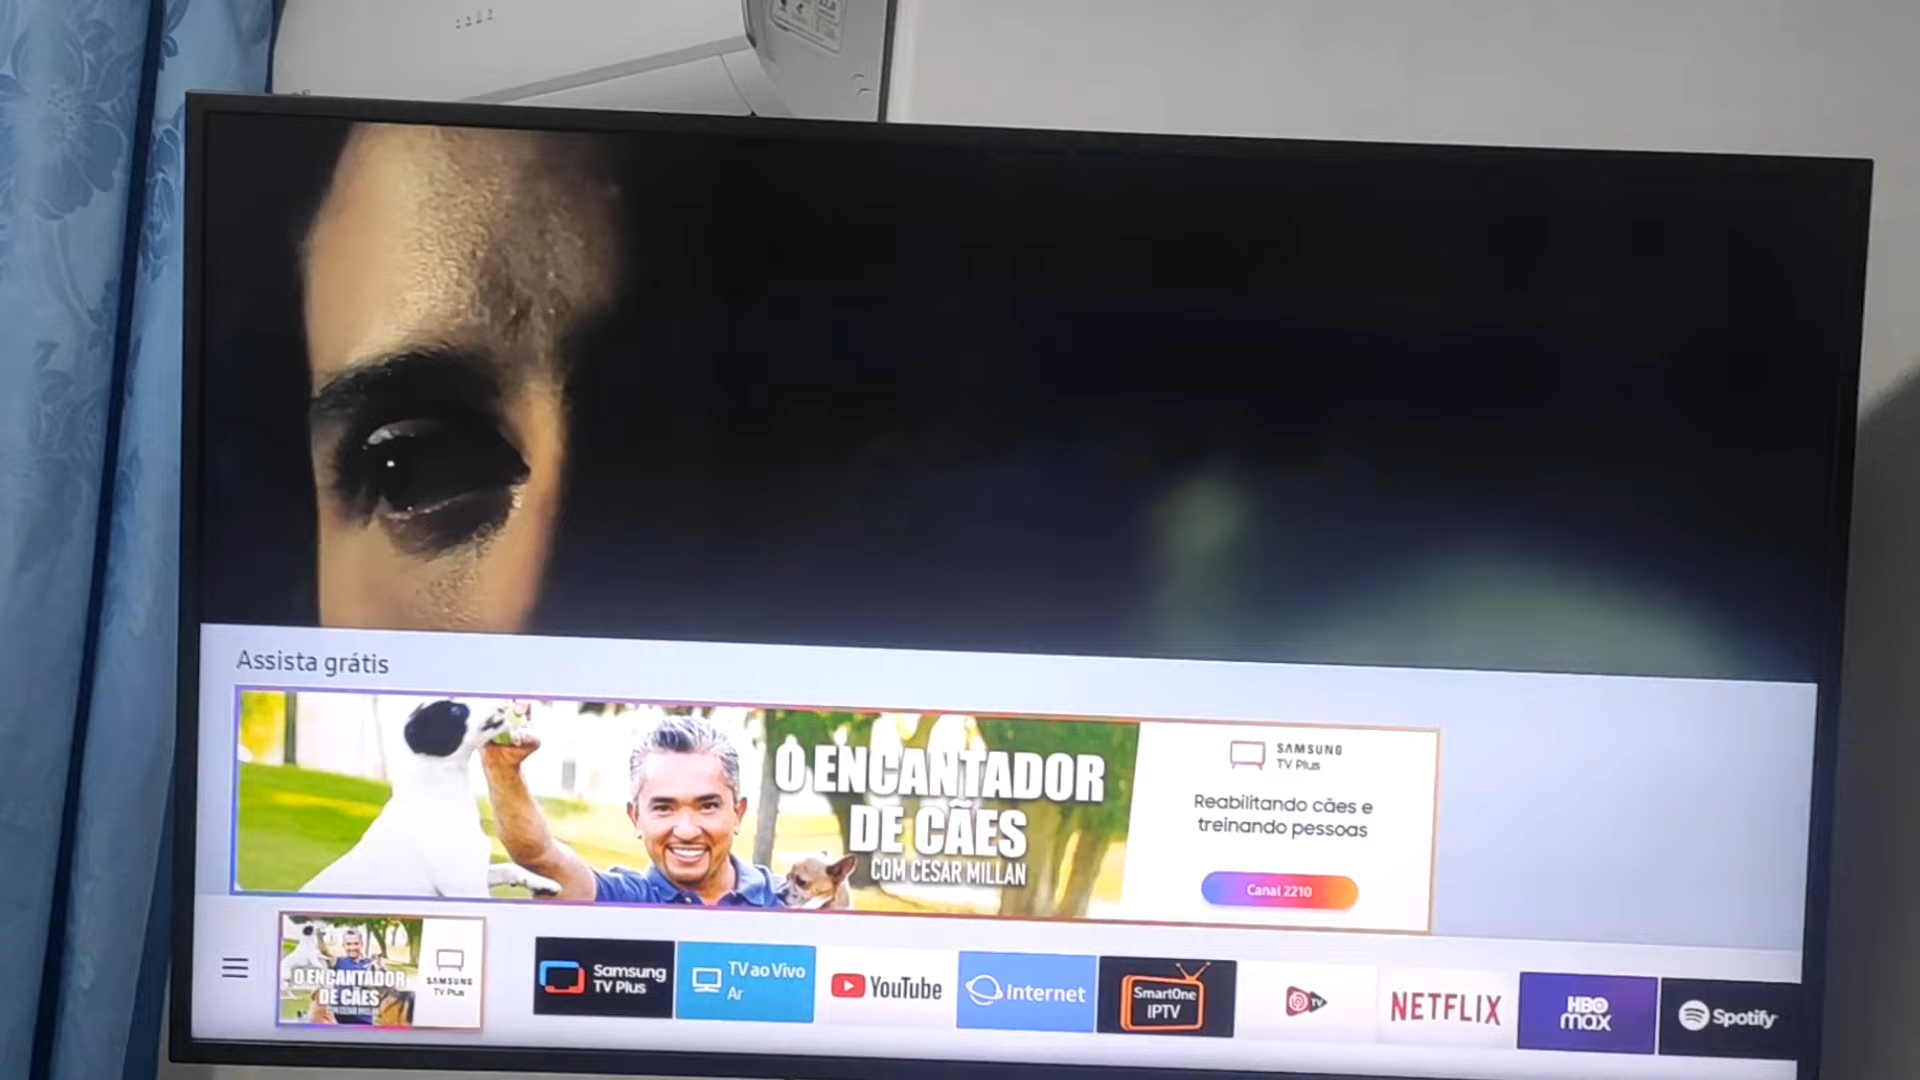 Assista grátis
O ENCANTADOR
DE CÃES
COM CESAR MILLAN
SAMSUNG
TV Plus
Reabilitando cães e
treinando pessoas
Canal 2210
O ENCANTADOR
DE CÃES
SAMSUNG
TV Plus
Samsung
TV Plus
TV ao Vivo
Ar
YouTube
Internet
SmartOne
IPTV
TV
NETFLIX
HBO
max
Spotify